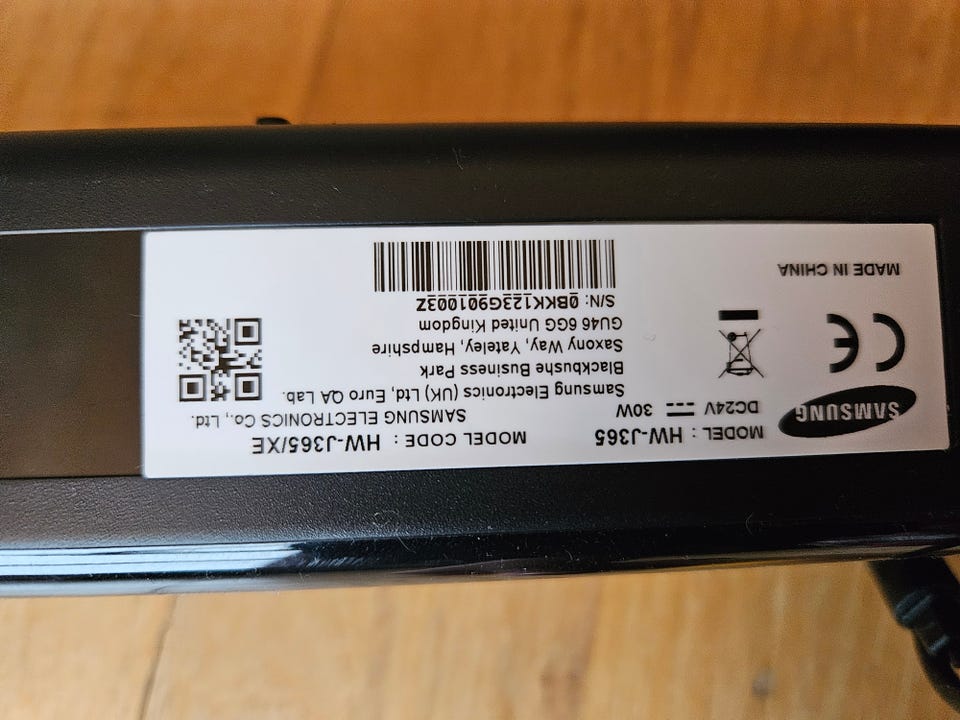 SAMSUNG
MODEL : HW-J365
MODEL CODE : HW-J365/XE
DC24V ⎓ 30W
SAMSUNG ELECTRONICS Co., Ltd.
Samsung Electronics (UK) Ltd, Euro QA Lab.
Blackbushe Business Park
Saxony Way, Yateley, Hampshire
GU46 6GG United Kingdom
S/N: 0BKK123G901003Z
CE
MADE IN CHINA